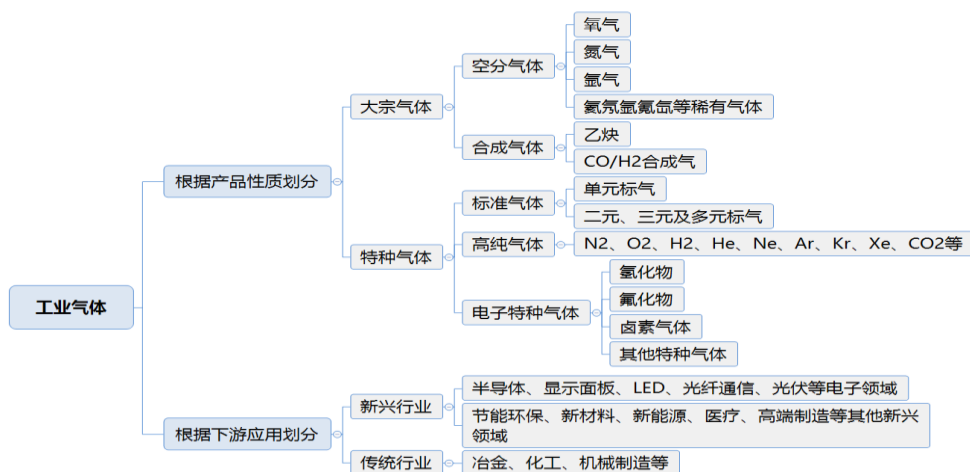 工业气体
根据产品性质划分
大宗气体
空分气体
氧气
氮气
氩气
氦氖氩氪氙等稀有气体
合成气体
乙炔
CO/H2合成气
特种气体
标准气体
单元标气
二元、三元及多元标气
高纯气体
N2、O2、H2、He、Ne、Ar、Kr、Xe、CO2等
电子特种气体
氢化物
氟化物
卤素气体
其他特种气体
根据下游应用划分
新兴行业
半导体、显示面板、LED、光纤通信、光伏等电子领域
节能环保、新材料、新能源、医疗、高端制造等其他新兴
领域
传统行业
冶金、化工、机械制造等